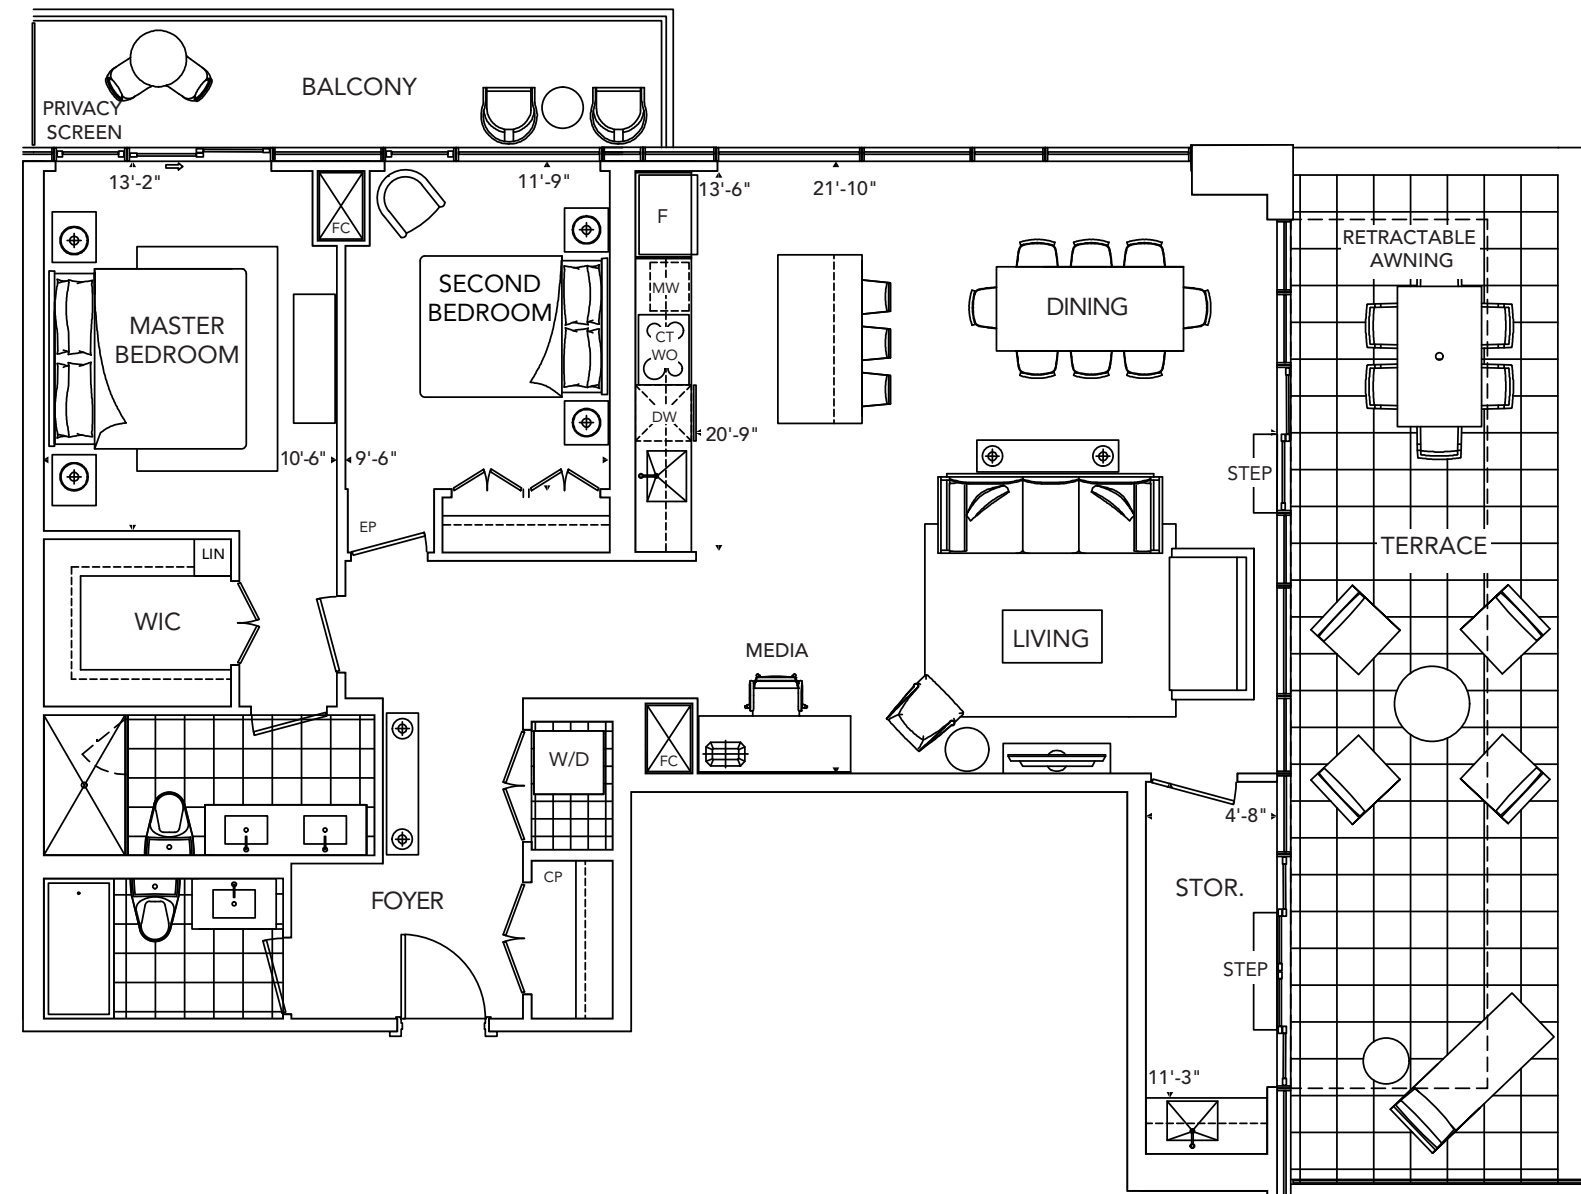 BALCONY
PRIVACY
SCREEN
13'-2"
11'-9"
13'-6"
21'-10"
FC
F
RETRACTABLE
AWNING
SECOND
BEDROOM
MW
DINING
MASTER
BEDROOM
CT
WO
DW
20'-9"
10'-6"
9'-6"
STEP
EP
LIN
TERRACE
WIC
LIVING
MEDIA
W/D
FC
4'-8"
CP
STOR.
FOYER
STEP
11'-3"